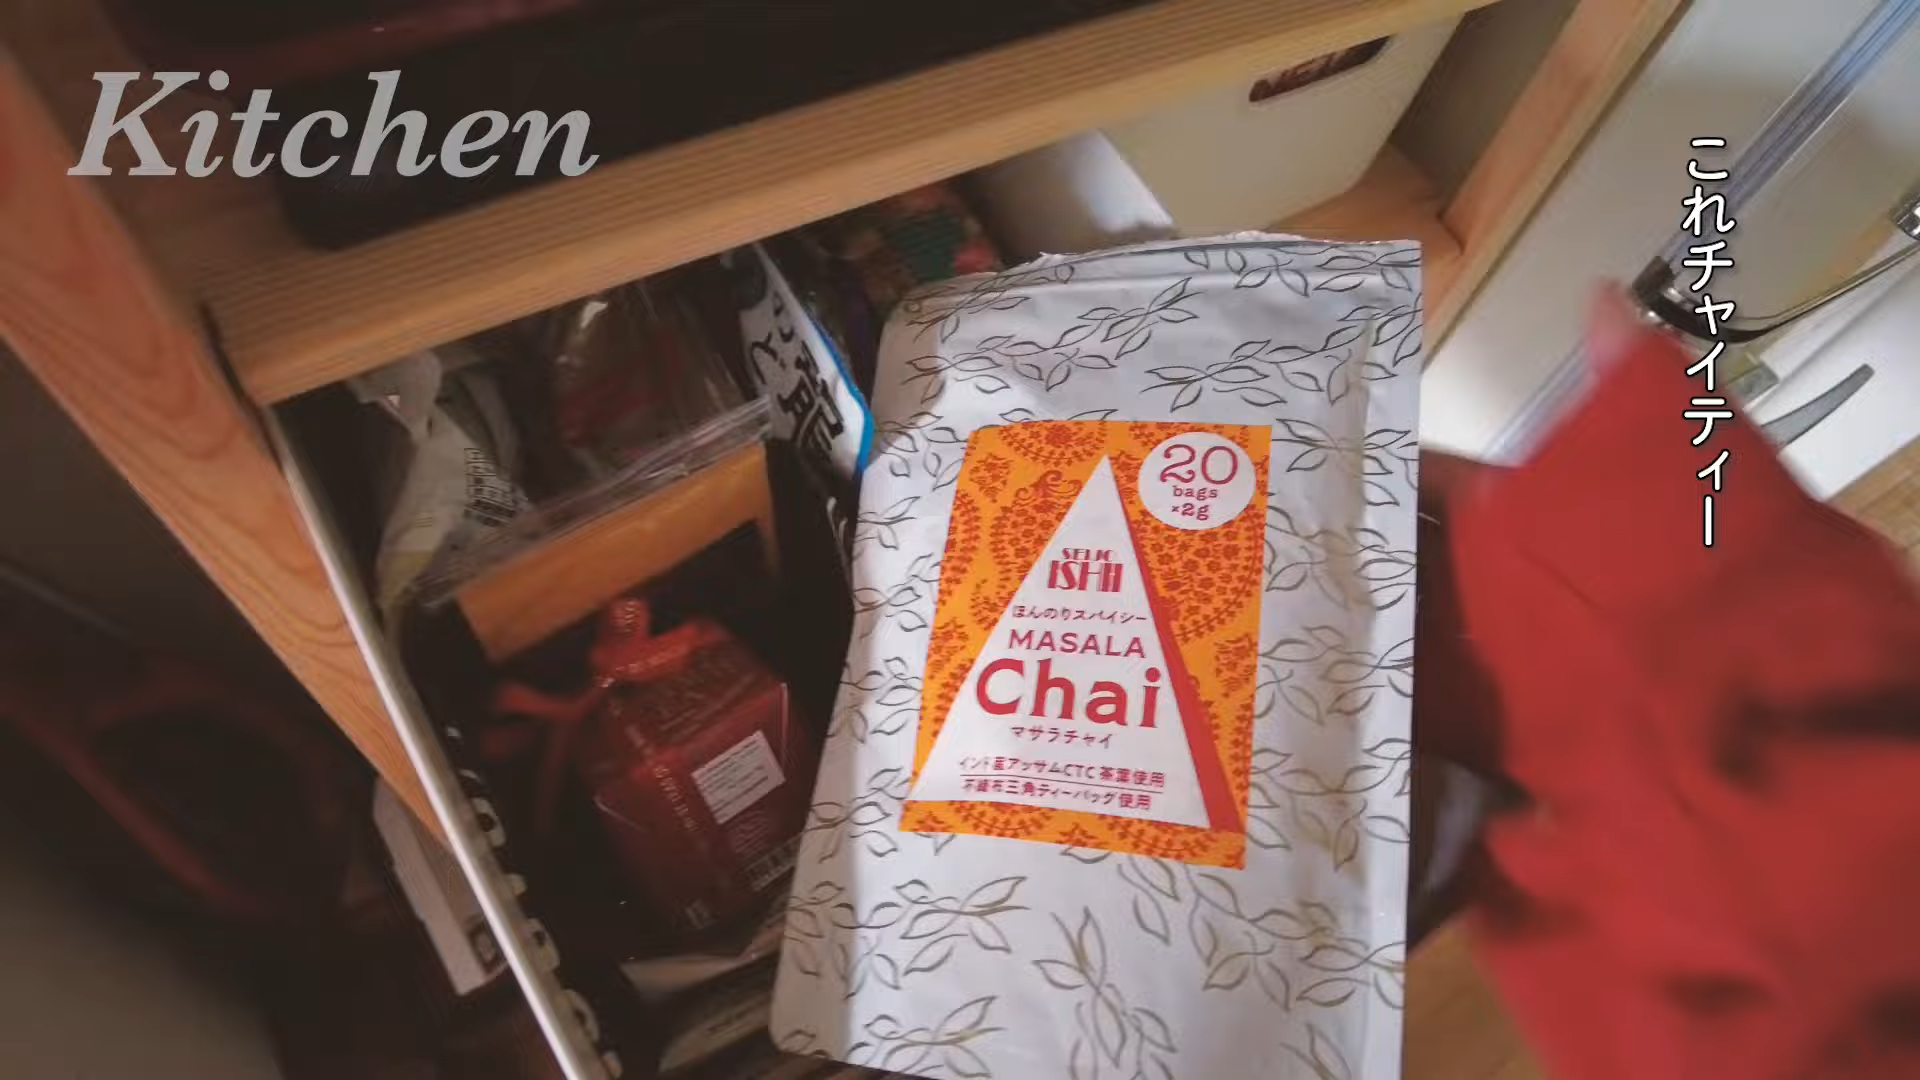 Kitchen
これチャイティー
20
bags
×2g
SEIJO
ISHII
ほんのりスパイシー
MASALA
Chai
マサラチャイ
インド産アッサムCTC茶葉使用
不織布三角ティーバッグ使用